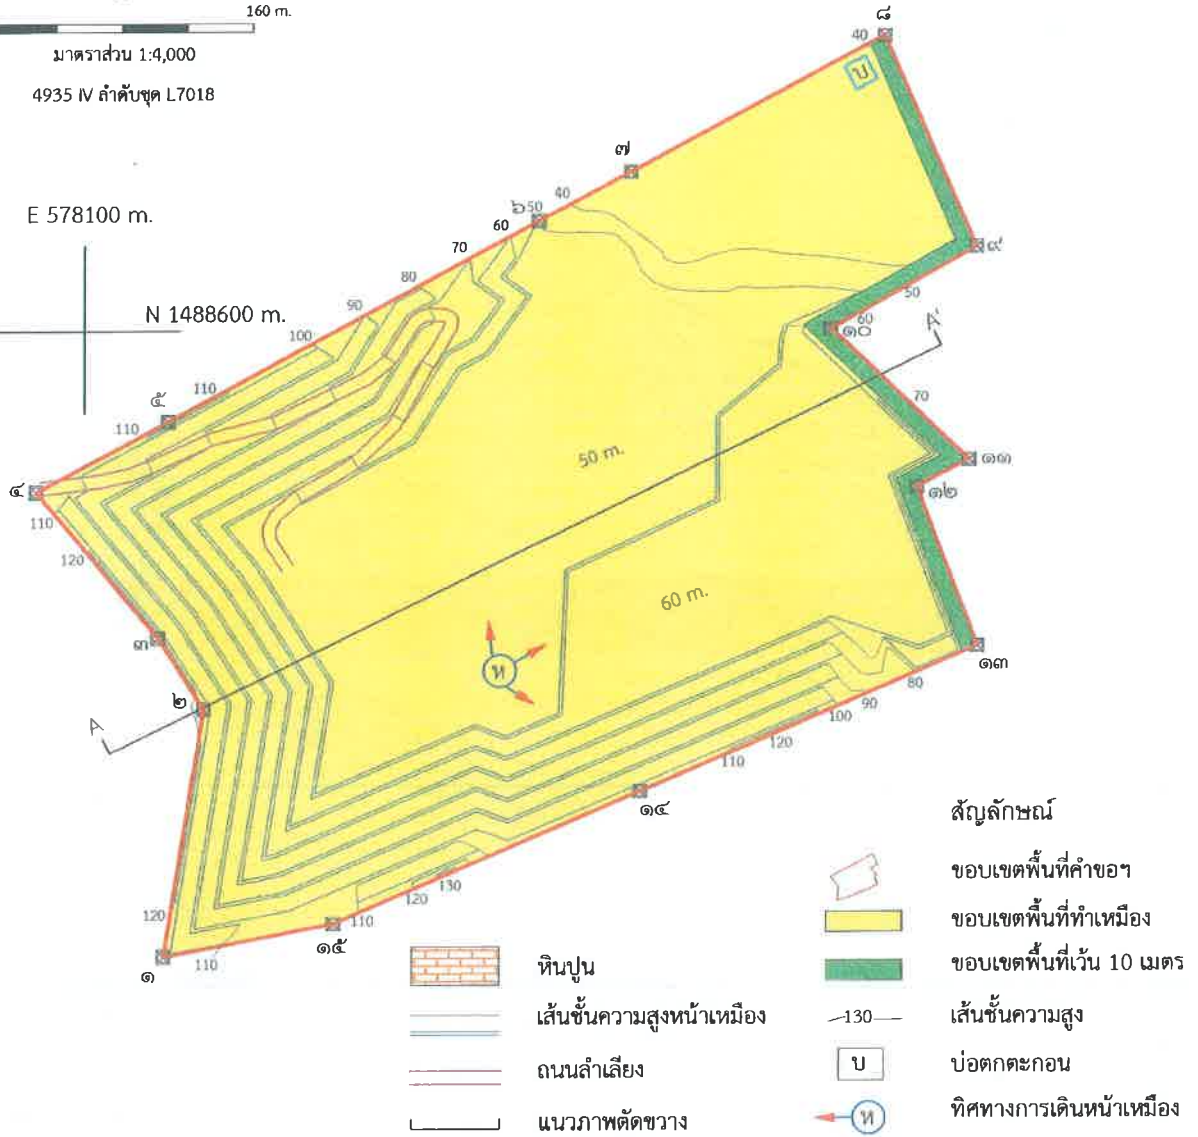 160 m.
มาตราส่วน 1:4,000
4935 IV ลำดับชุด L7018
E 578100 m.
N 1488600 m.
๘
40
บ
๗
40
๖
50
60
70
80
90
100
110
๕
110
๔
110
120
๓
๒
A
120
๑
110
๑๕
110
120
130
๑๔
110
120
100
90
80
๑๓
๑๒
๑๑
70
A'
60
๑๐
50
๙
50 m.
60 m.
ห
สัญลักษณ์
ขอบเขตพื้นที่คำขอฯ
ขอบเขตพื้นที่ทำเหมือง
ขอบเขตพื้นที่เว้น 10 เมตร
130 เส้นชั้นความสูง
บ บ่อตกตะกอน
ห ทิศทางการเดินหน้าเหมือง
หินปูน
เส้นชั้นความสูงหน้าเหมือง
ถนนลำเลียง
แนวภาพตัดขวาง